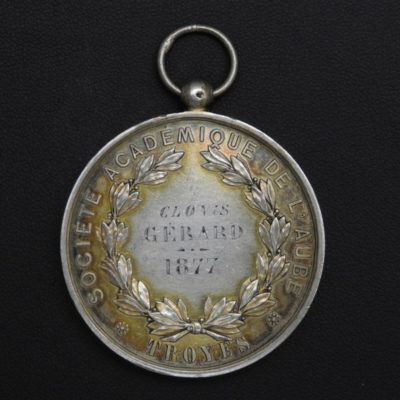 SOCIÉTÉ ACADÉMIQUE DE L'AUBE
CLOVIS
GÉRARD
1877
TROYES